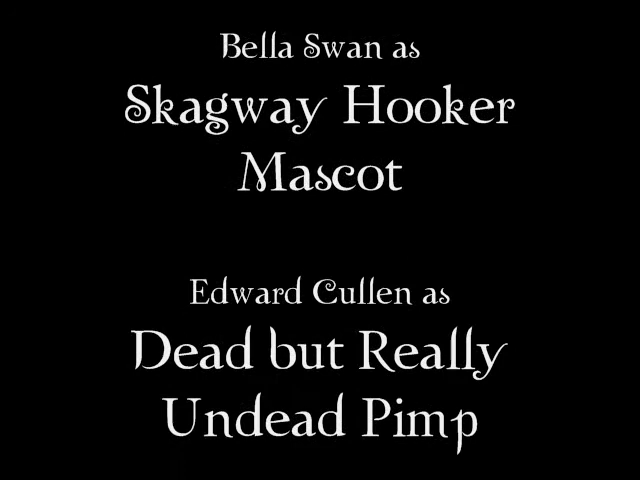 Bella Swan as
Skagway Hooker
Mascot
Edward Cullen as
Dead but Really
Undead Pimp